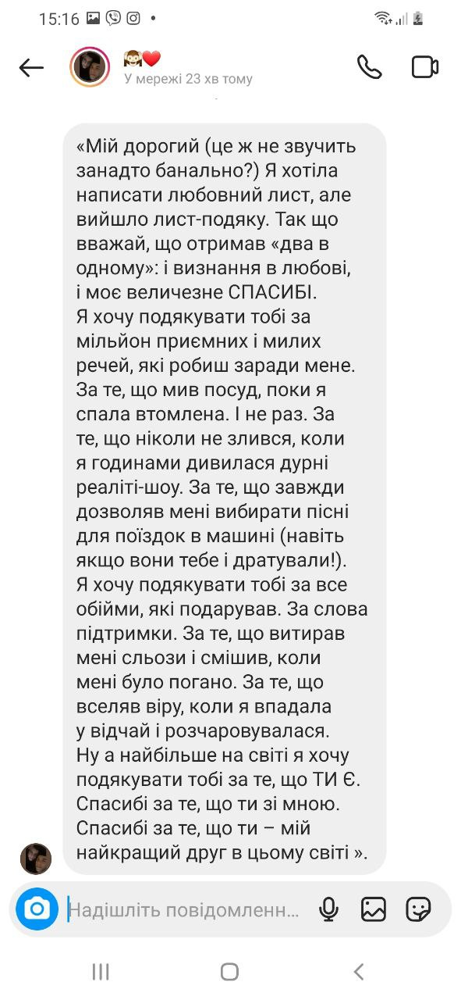 15:16
У мережі 23 хв тому
«Мій дорогий (це ж не звучить
занадто банально?) Я хотіла
написати любовний лист, але
вийшло лист-подяку. Так що
вважай, що отримав «два в
одному»: і визнання в любові,
і моє величезне СПАСИБІ.
Я хочу подякувати тобі за
мільйон приємних і милих
речей, які робиш заради мене.
За те, що мив посуд, поки я
спала втомлена. І не раз. За
те, що ніколи не злився, коли
я годинами дивилася дурні
реаліті-шоу. За те, що завжди
дозволяв мені вибирати пісні
для поїздок в машині (навіть
якщо вони тебе і дратували!).
Я хочу подякувати тобі за все
обійми, які подарував. За слова
підтримки. За те, що витирав
мені сльози і смішив, коли
мені було погано. За те, що
вселяв віру, коли я впадала
у відчай і розчаровувалася.
Ну а найбільше на світі я хочу
подякувати тобі за те, що ТИ Є.
Спасибі за те, що ти зі мною.
Спасибі за те, що ти – мій
найкращий друг в цьому світі ».
Надішліть повідомленн...